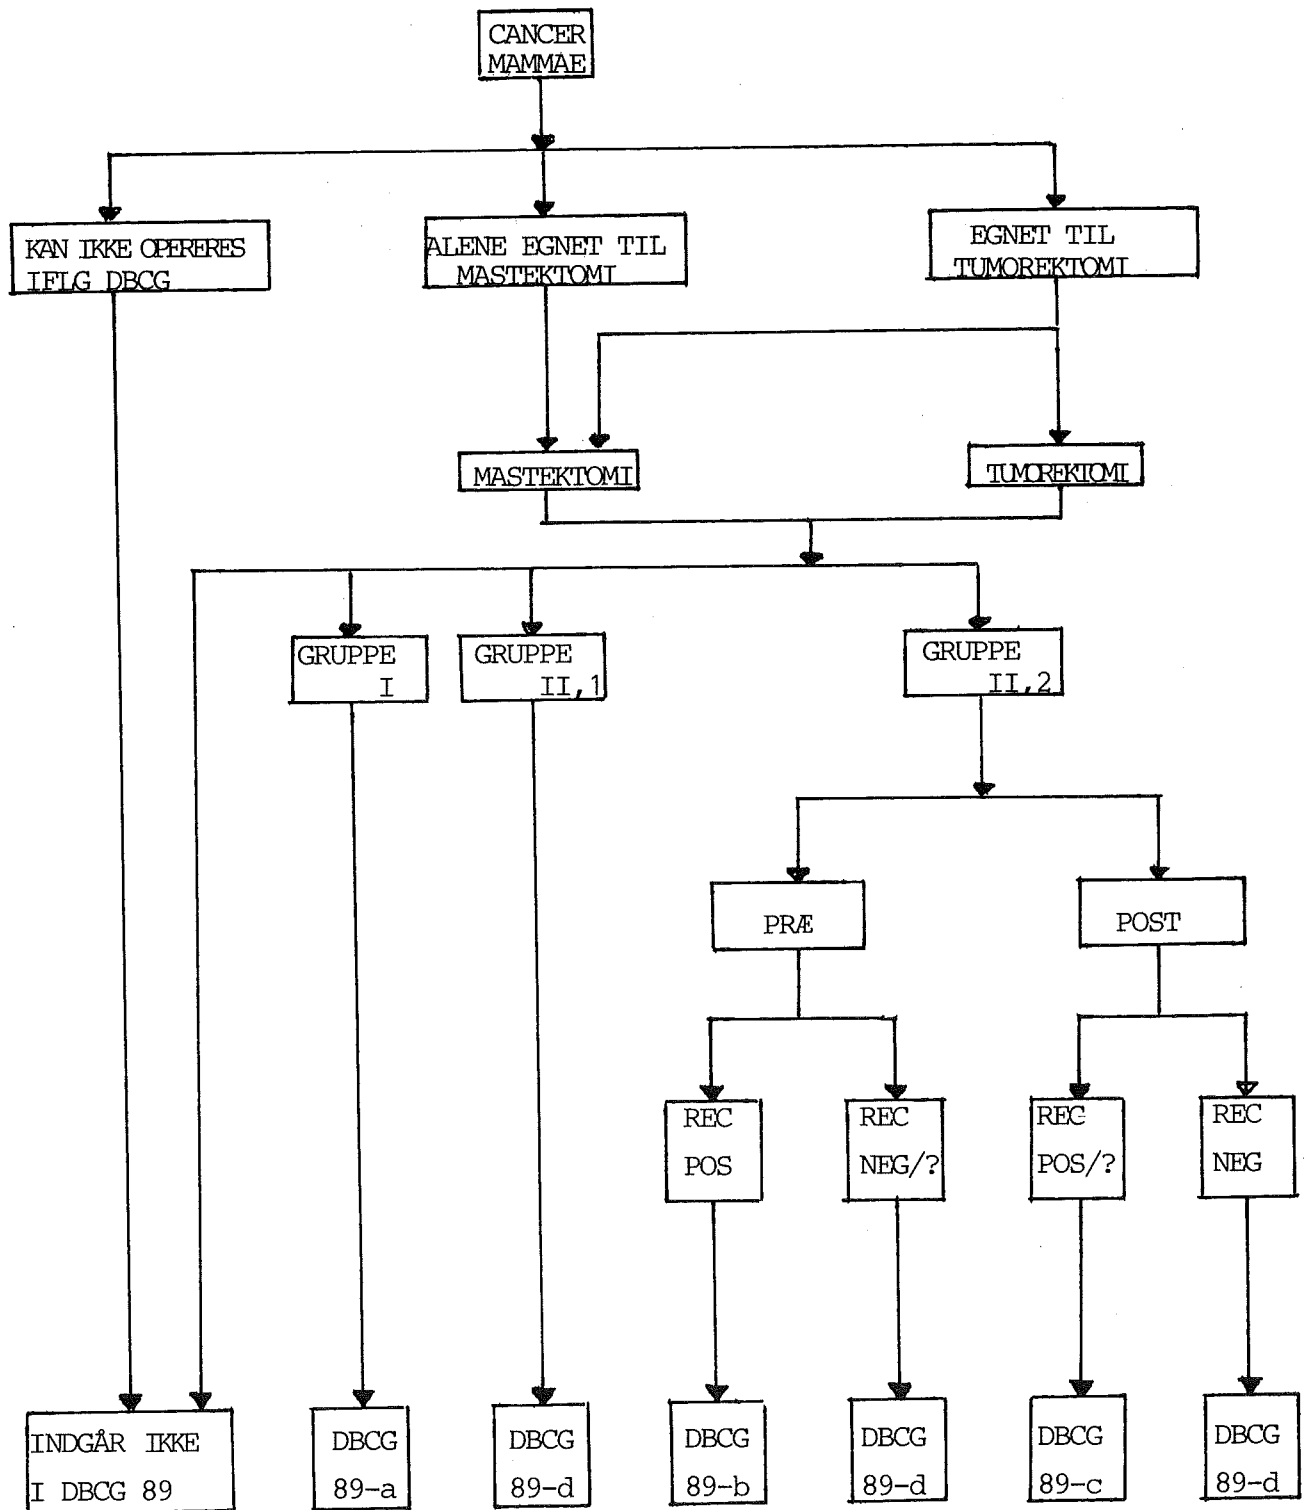 CANCER
MAMMAE
KAN IKKE OPERERES
IFLG DBCG
ALENE EGNET TIL
MASTEKTOMI
EGNET TIL
TUMOREKTOMI
MASTEKTOMI
TUMOREKTOMI
GRUPPE
I
GRUPPE
II,1
GRUPPE
II,2
PRÆ
POST
REC
POS
REC
NEG/?
REC
POS/?
REC
NEG
INDGÅR IKKE
I DBCG 89
DBCG
89-a
DBCG
89-d
DBCG
89-b
DBCG
89-d
DBCG
89-c
DBCG
89-d